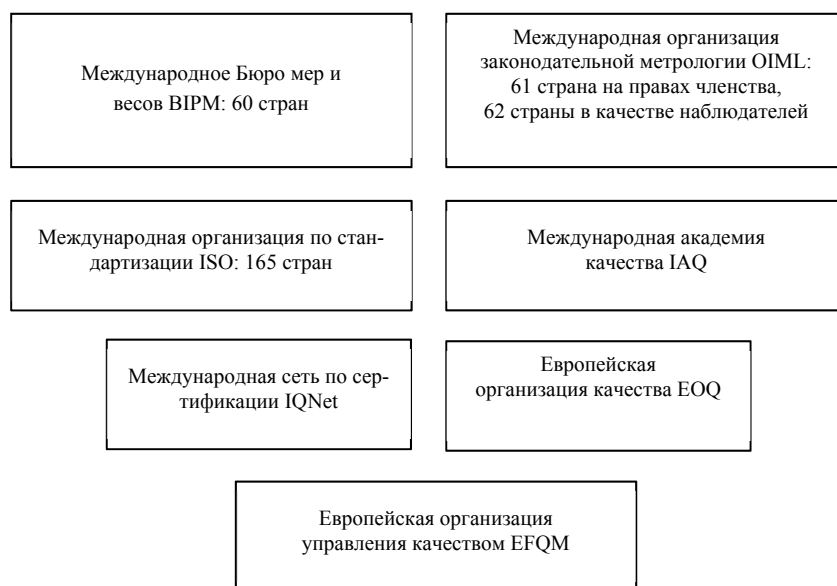 Международное Бюро мер и
весов BIPM: 60 стран
Международная организация
законодательной метрологии OIML:
61 страна на правах членства,
62 страны в качестве наблюдателей
Международная организация по стан-
дартизации ISO: 165 стран
Международная академия
качества IAQ
Международная сеть по сер-
тификации IQNet
Европейская
организация качества EOQ
Европейская организация
управления качеством EFQM